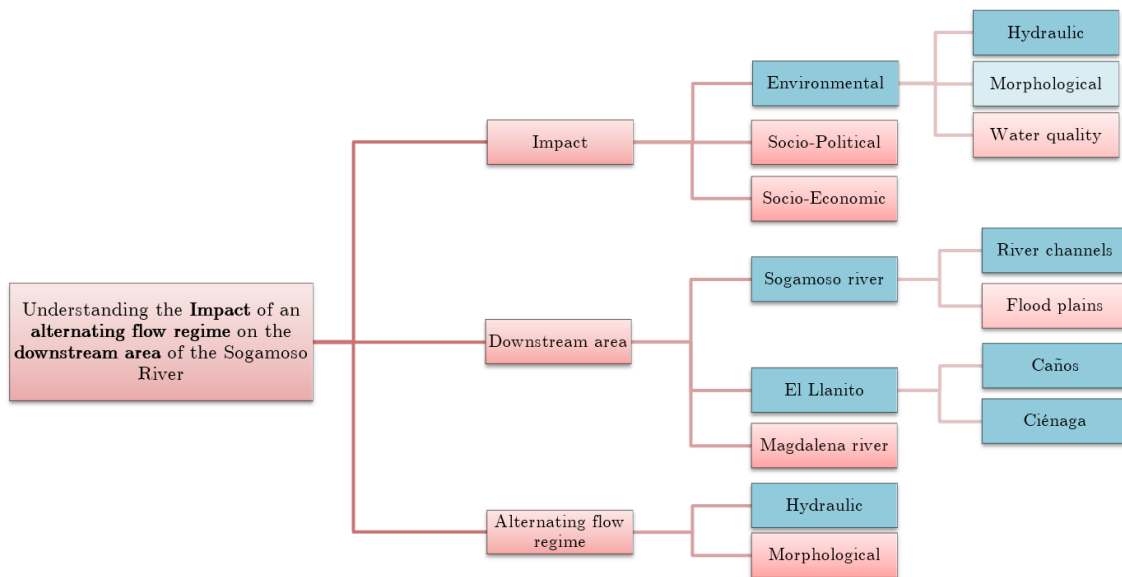 Hydraulic
Environmental
Morphological
Impact
Socio-Political
Water quality
Socio-Economic
River channels
Sogamoso river
Flood plains
Understanding the Impact of an
alternating flow regime on the
downstream area of the Sogamoso
River
Downstream area
El Llanito
Caños
Ciénaga
Magdalena river
Alternating flow
regime
Hydraulic
Morphological